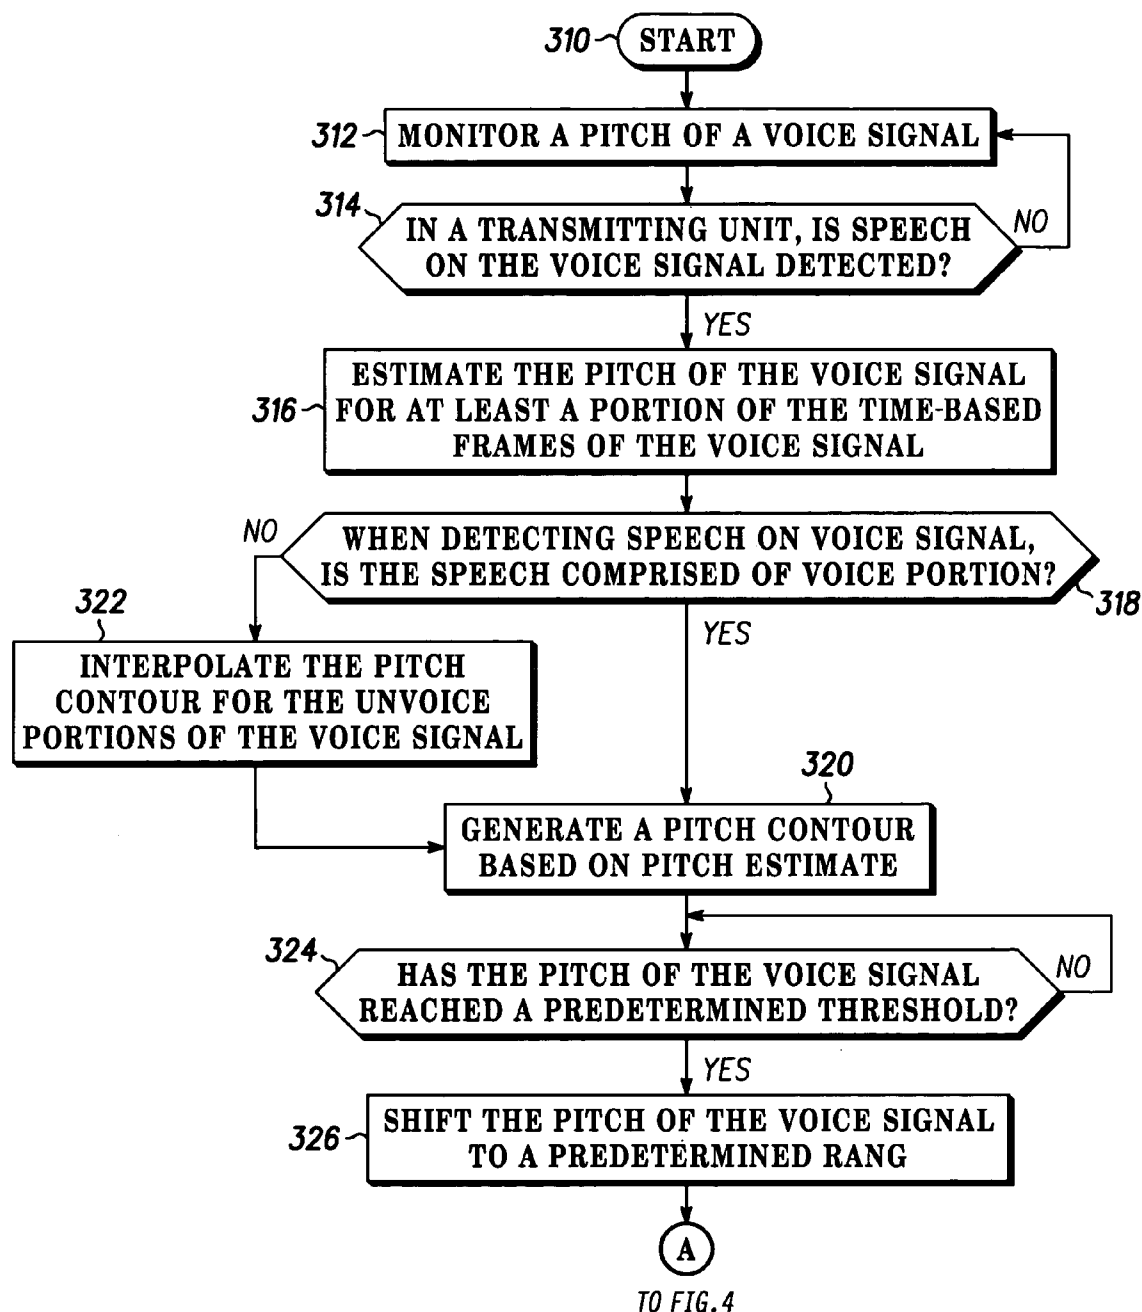 310
START
312
MONITOR A PITCH OF A VOICE SIGNAL
314
IN A TRANSMITTING UNIT, IS SPEECH
ON THE VOICE SIGNAL DETECTED?
NO
YES
316
ESTIMATE THE PITCH OF THE VOICE SIGNAL
FOR AT LEAST A PORTION OF THE TIME-BASED
FRAMES OF THE VOICE SIGNAL
NO
WHEN DETECTING SPEECH ON VOICE SIGNAL,
IS THE SPEECH COMPRISED OF VOICE PORTION?
318
YES
322
INTERPOLATE THE PITCH
CONTOUR FOR THE UNVOICE
PORTIONS OF THE VOICE SIGNAL
320
GENERATE A PITCH CONTOUR
BASED ON PITCH ESTIMATE
324
HAS THE PITCH OF THE VOICE SIGNAL
REACHED A PREDETERMINED THRESHOLD?
NO
YES
326
SHIFT THE PITCH OF THE VOICE SIGNAL
TO A PREDETERMINED RANG
A
TO FIG.4